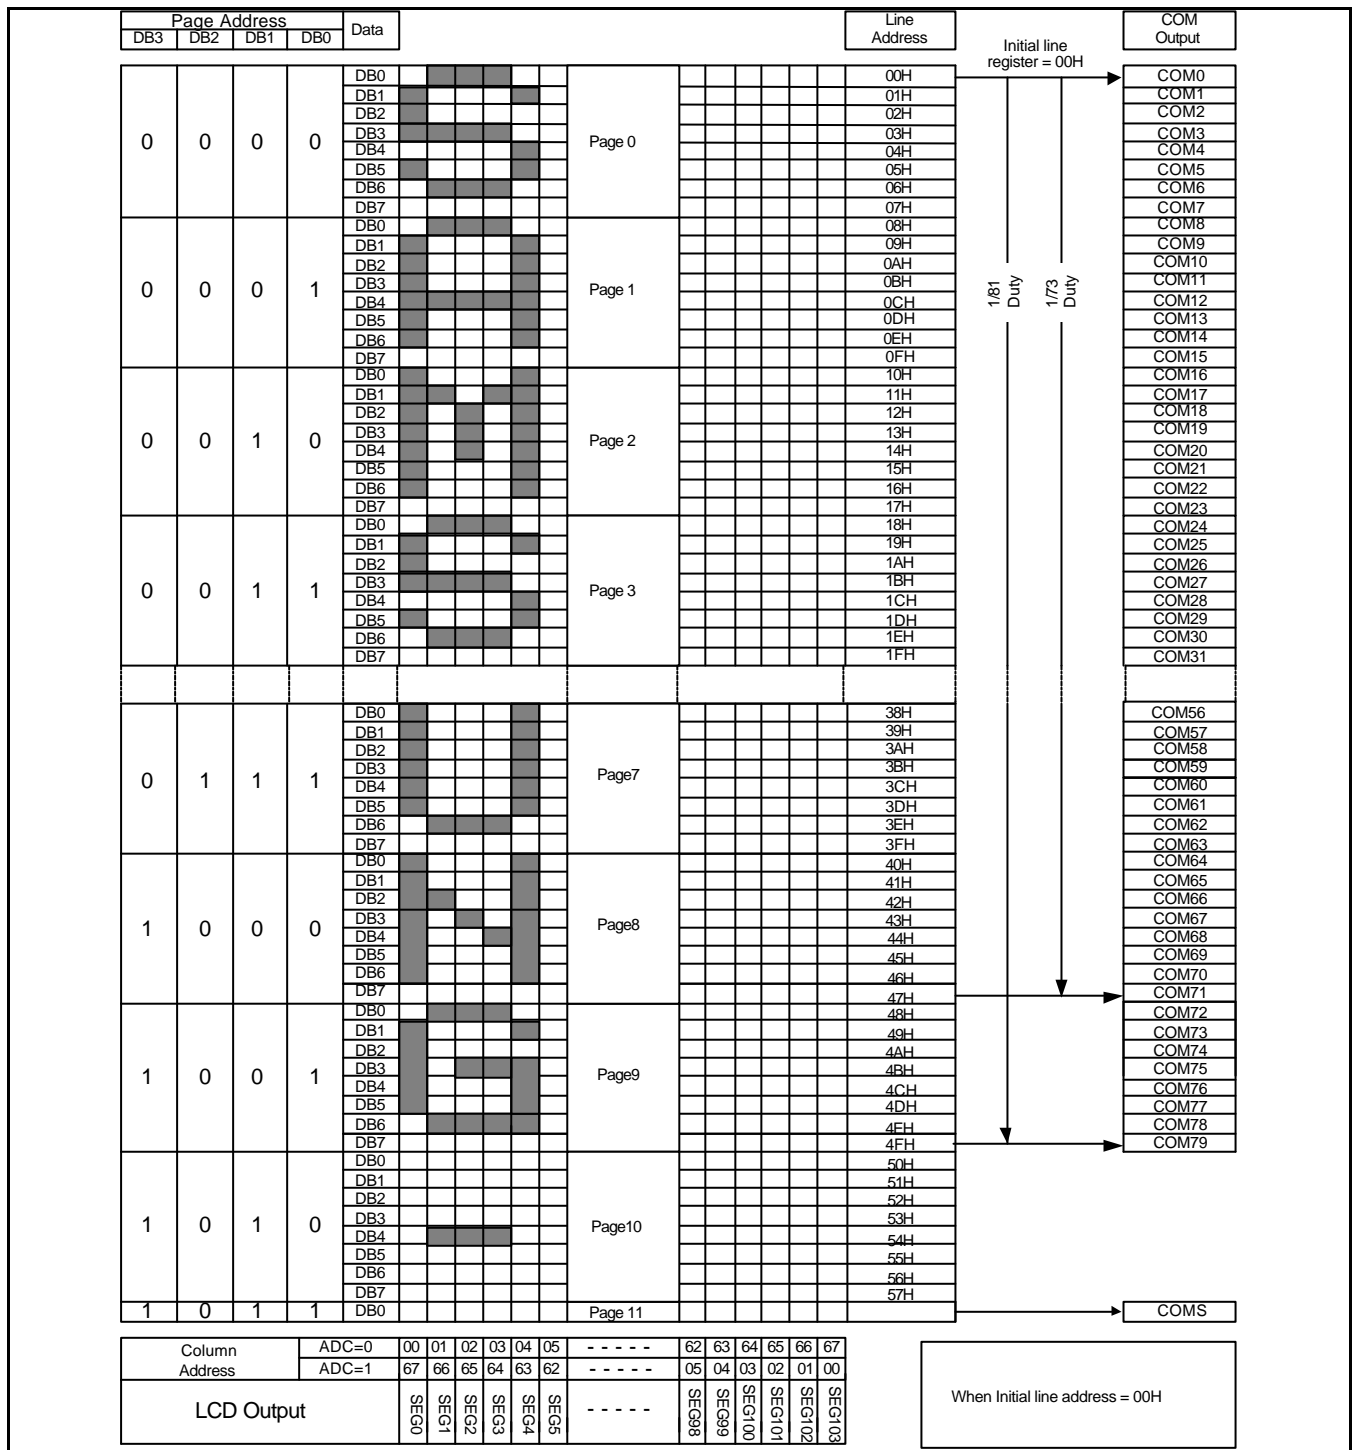 Page Address Data Line Address COM Output
DB3 DB2 DB1 DB0
Initial line register = 00H
DB0 00H COM0
DB1 01H COM1
DB2 02H COM2
DB3 03H COM3
0 0 0 0 Page 0
DB4 04H COM4
DB5 05H COM5
DB6 06H COM6
DB7 07H COM7
DB0 08H COM8
DB1 09H COM9
DB2 0AH COM10
DB3 0BH COM11
0 0 0 1 Page 1
1/81 Duty 1/73 Duty
DB4 0CH COM12
DB5 0DH COM13
DB6 0EH COM14
DB7 0FH COM15
DB0 10H COM16
DB1 11H COM17
DB2 12H COM18
DB3 13H COM19
0 0 1 0 Page 2
DB4 14H COM20
DB5 15H COM21
DB6 16H COM22
DB7 17H COM23
DB0 18H COM24
DB1 19H COM25
DB2 1AH COM26
DB3 1BH COM27
0 0 1 1 Page 3
DB4 1CH COM28
DB5 1DH COM29
DB6 1EH COM30
DB7 1FH COM31
DB0 38H COM56
DB1 39H COM57
DB2 3AH COM58
DB3 3BH COM59
0 1 1 1 Page7
DB4 3CH COM60
DB5 3DH COM61
DB6 3EH COM62
DB7 3FH COM63
DB0 40H COM64
DB1 41H COM65
DB2 42H COM66
DB3 43H COM67
1 0 0 0 Page8
DB4 44H COM68
DB5 45H COM69
DB6 46H COM70
DB7 47H COM71
DB0 48H COM72
DB1 49H COM73
DB2 4AH COM74
DB3 4BH COM75
1 0 0 1 Page9
DB4 4CH COM76
DB5 4DH COM77
DB6 4EH COM78
DB7 4FH COM79
DB0 50H
DB1 51H
DB2 52H
DB3 53H
1 0 1 0 Page10
DB4 54H
DB5 55H
DB6 56H
DB7 57H
1 0 1 1 DB0 Page 11 COMS
Column Address
ADC=0 00 01 02 03 04 05 - - - - - 62 63 64 65 66 67
ADC=1 67 66 65 64 63 62 - - - - - 05 04 03 02 01 00
LCD Output SEG0 SEG1 SEG2 SEG3 SEG4 SEG5 - - - - - SEG98 SEG99 SEG100 SEG101 SEG102 SEG103
When Initial line address = 00H